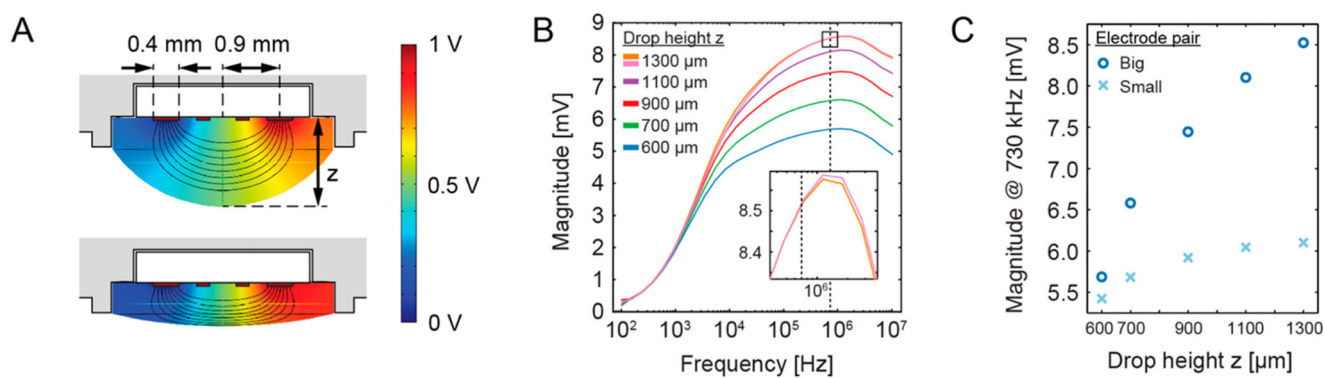 A
0.4 mm
0.9 mm
z
1 V
0.5 V
0 V
B
Magnitude [mV]
9
8
7
6
5
4
3
2
1
0
Drop height z
1300 µm
1100 µm
900 µm
700 µm
600 µm
8.5
8.4
10⁶
10² 10³ 10⁴ 10⁵ 10⁶ 10⁷
Frequency [Hz]
C
Magnitude @ 730 kHz [mV]
8.5
8.0
7.5
7.0
6.5
6.0
5.5
Electrode pair
Big
Small
600 700 900 1100 1300
Drop height z [µm]